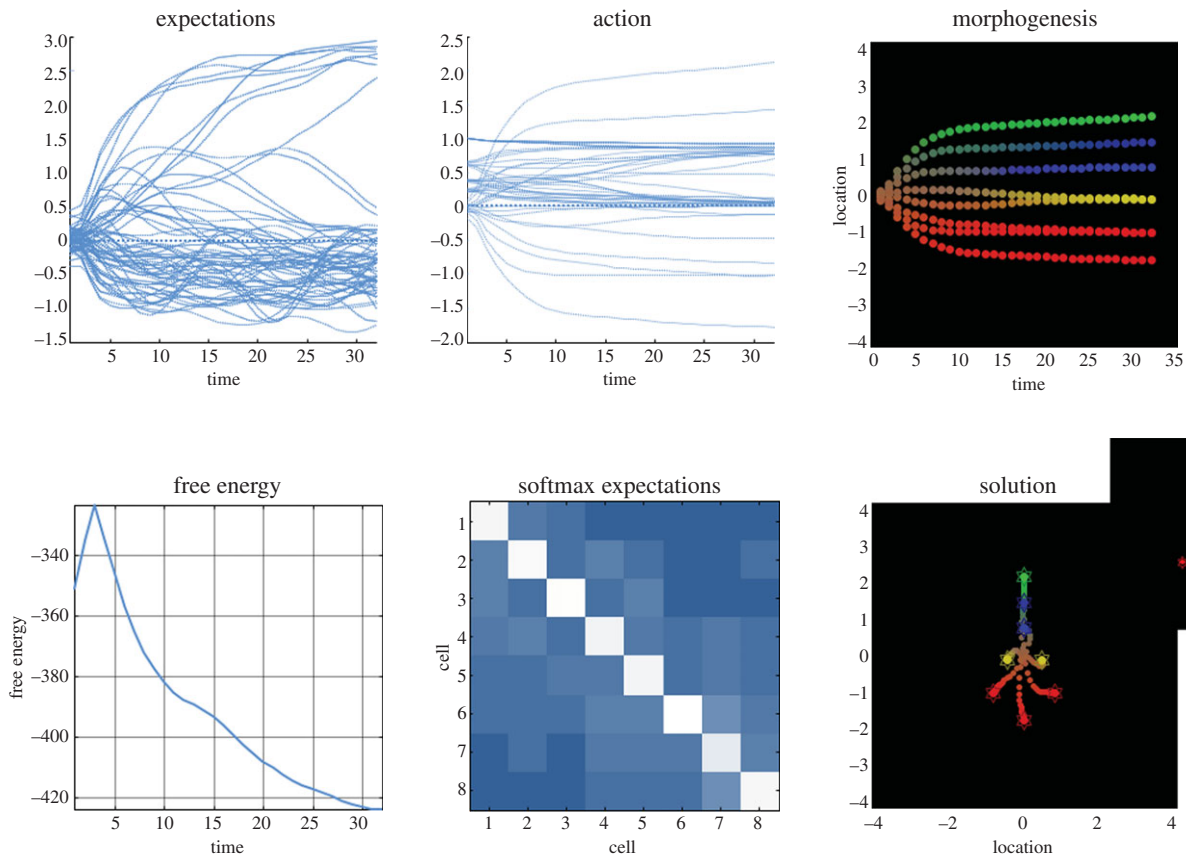 expectations
3.0
2.5
2.0
1.5
1.0
0.5
0
−0.5
−1.0
−1.5
5 10 15 20 25 30
time
action
2.5
2.0
1.5
1.0
0.5
0
−0.5
−1.0
−1.5
−2.0
5 10 15 20 25 30
time
morphogenesis
location
4
3
2
1
0
−1
−2
−3
−4
0 5 10 15 20 25 30 35
time
free energy
free energy
−340
−360
−380
−400
−420
5 10 15 20 25 30
time
softmax expectations
cell
1
2
3
4
5
6
7
8
1 2 3 4 5 6 7 8
cell
solution
4
3
2
1
0
−1
−2
−3
−4
−4 −2 0 2 4
location